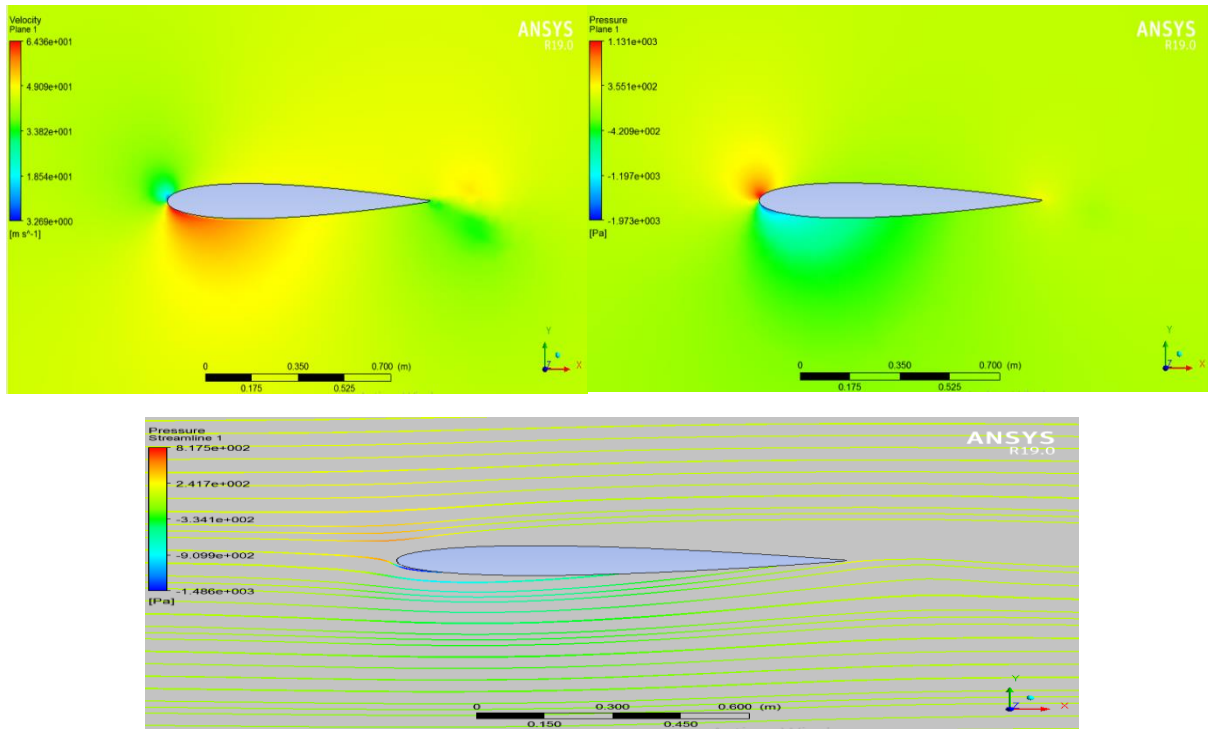 Velocity
Plane 1
6.436e+001
4.909e+001
3.382e+001
1.854e+001
3.269e+000
[m s^-1]
ANSYS
R19.0
Y
Z
X
0 0.350 0.700 (m)
0.175 0.525
Pressure
Plane 1
1.131e+003
3.551e+002
-4.209e+002
-1.197e+003
-1.973e+003
[Pa]
ANSYS
R19.0
Y
Z
X
0 0.350 0.700 (m)
0.175 0.525
Pressure
Streamline 1
8.175e+002
2.417e+002
-3.341e+002
-9.099e+002
-1.486e+003
[Pa]
ANSYS
R19.0
Y
Z
X
0 0.300 0.600 (m)
0.150 0.450